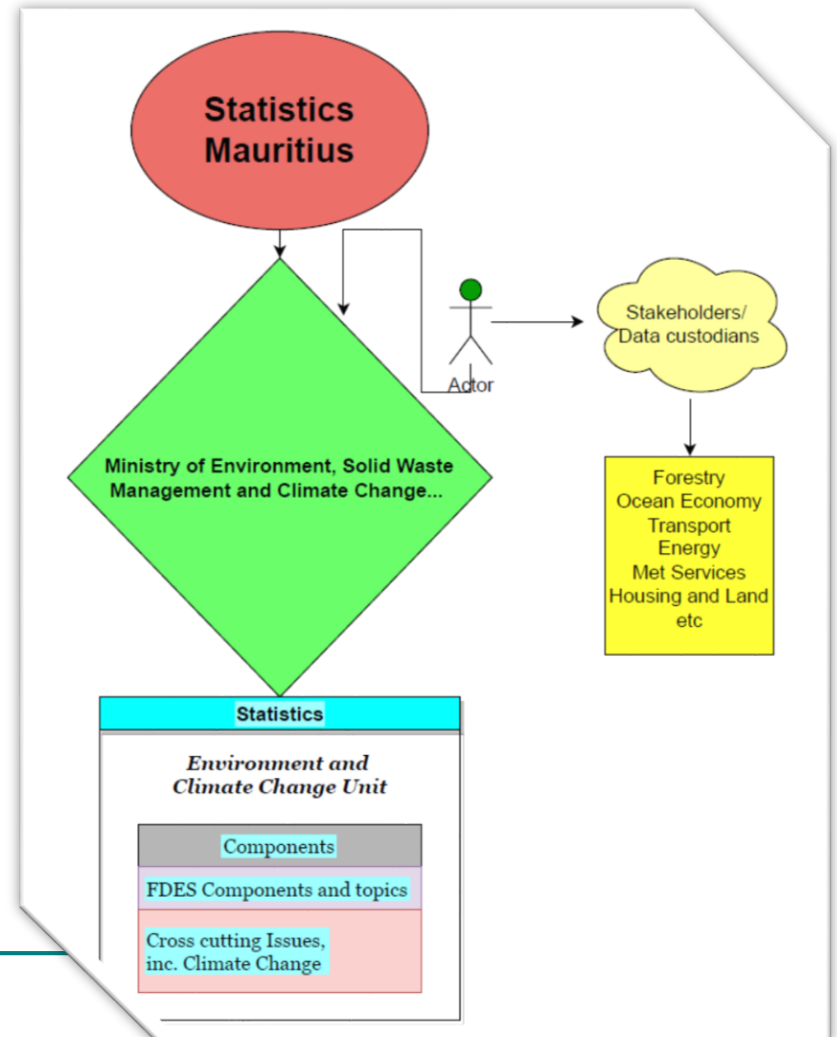 Statistics
Mauritius
Actor
Stakeholders/
Data custodians
Ministry of Environment, Solid Waste
Management and Climate Change...
Forestry
Ocean Economy
Transport
Energy
Met Services
Housing and Land
etc
Statistics
Environment and
Climate Change Unit
Components
FDES Components and topics
Cross cutting Issues,
inc. Climate Change